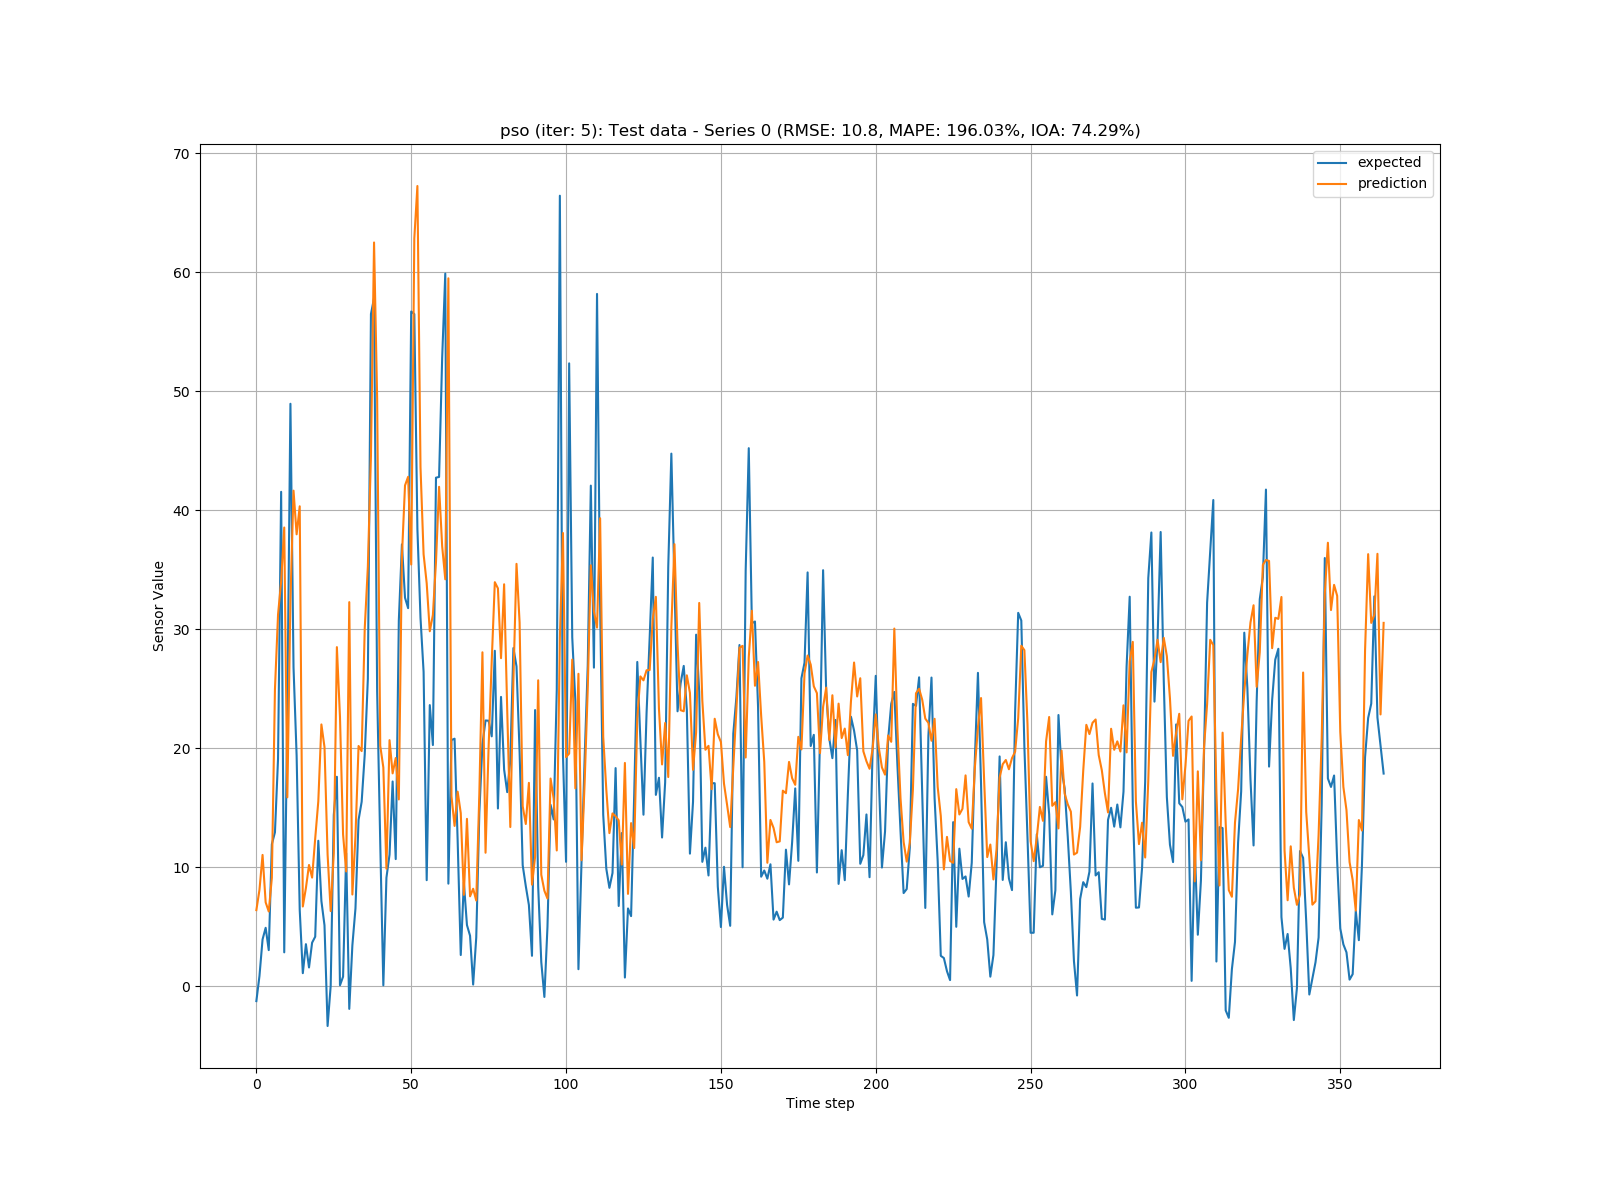 pso (iter: 5): Test data - Series 0 (RMSE: 10.8, MAPE: 196.03%, IOA: 74.29%)
expected
prediction
70
60
50
40
30
20
10
0
Sensor Value
0 50 100 150 200 250 300 350
Time step